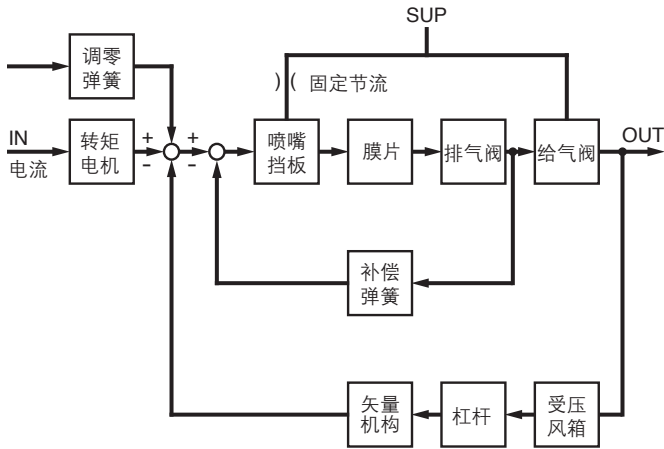 SUP
调零
弹簧
)( 固定节流
IN
电流
转矩
电机
+
-
+
-
喷嘴
挡板
膜片
排气阀
给气阀
OUT
补偿
弹簧
矢量
机构
杠杆
受压
风箱